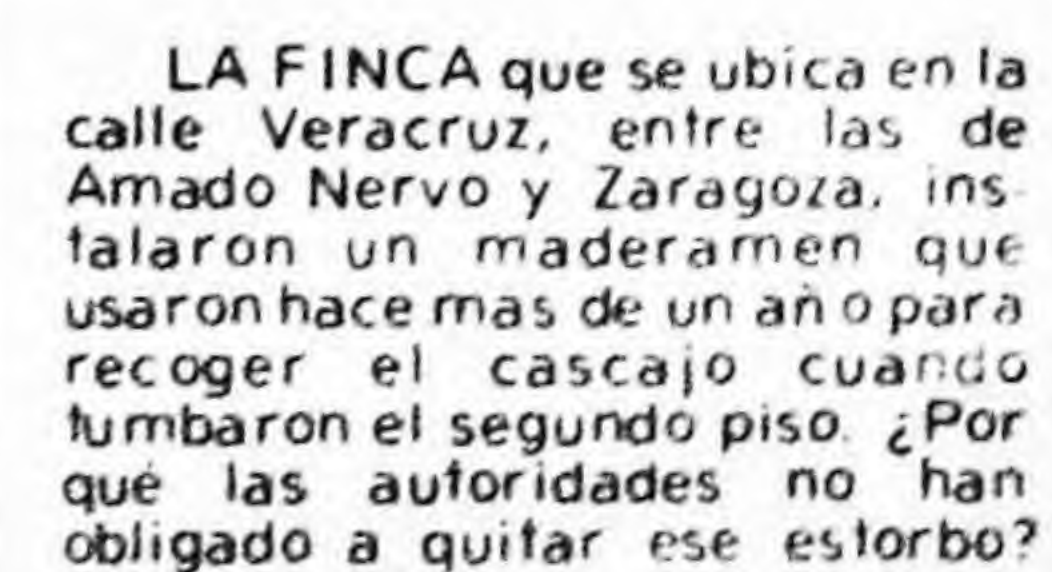 LA FINCA que se ubica en la
calle Veracruz, entre las de
Amado Nervo y Zaragoza, ins-
talaron un maderamen que
usaron hace mas de un año para
recoger el cascajo cuando
tumbaron el segundo piso. ¿Por
qué las autoridades no han
obligado a quitar ese estorbo?